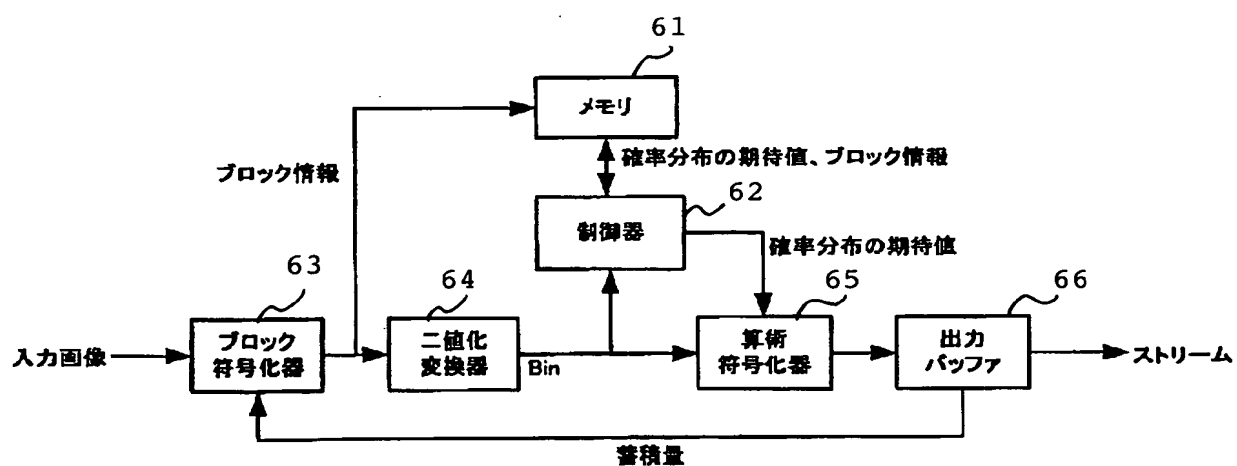 61
メモリ
ブロック情報
確率分布の期待値、ブロック情報
62
制御器
確率分布の期待値
63
64
65
66
入力画像
ブロック
符号化器
二値化
変換器
Bin
算術
符号化器
出力
バッファ
ストリーム
蓄積量